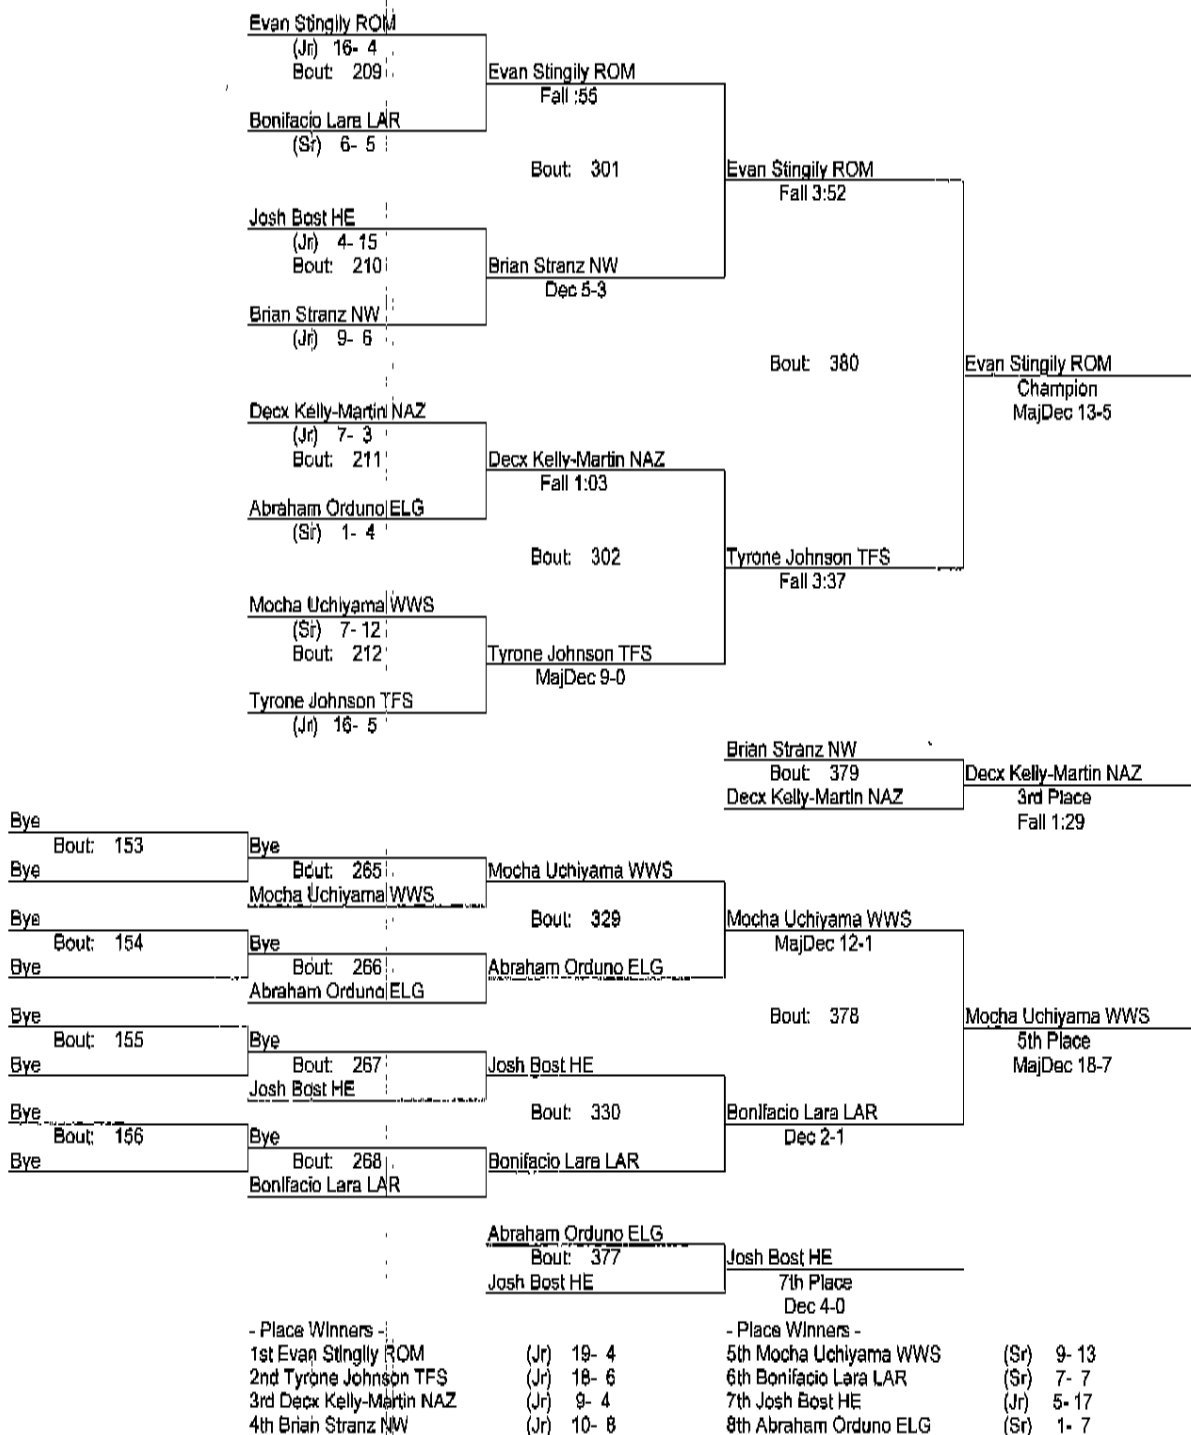 Evan Stingily ROM
(Jr) 16- 4
Bout: 209
Evan Stingily ROM
Fall :55
Bonifacio Lara LAR
(Sr) 6- 5
Bout: 301
Evan Stingily ROM
Fall 3:52
Josh Bost HE
(Jr) 4- 15
Bout: 210
Brian Stranz NW
Dec 5-3
Brian Stranz NW
(Jr) 9- 6
Bout: 380
Evan Stingily ROM
Champion
MajDec 13-5
Decx Kelly-Martin NAZ
(Jr) 7- 3
Bout: 211
Decx Kelly-Martin NAZ
Fall 1:03
Abraham Orduno ELG
(Sr) 1- 4
Bout: 302
Tyrone Johnson TFS
Fall 3:37
Mocha Uchiyama WWS
(Sr) 7- 12
Bout: 212
Tyrone Johnson TFS
MajDec 9-0
Tyrone Johnson TFS
(Jr) 16- 5
Brian Stranz NW
Bout: 379
Decx Kelly-Martin NAZ
Decx Kelly-Martin NAZ
3rd Place
Fall 1:29
Bye
Bout: 153
Bye
Bye
Bout: 265
Mocha Uchiyama WWS
Mocha Uchiyama WWS
Bye
Bout: 154
Bye
Bye
Bout: 266
Abraham Orduno ELG
Abraham Orduno ELG
Bout: 329
Mocha Uchiyama WWS
MajDec 12-1
Bye
Bout: 155
Bye
Bye
Bout: 267
Josh Bost HE
Josh Bost HE
Bout: 378
Mocha Uchiyama WWS
5th Place
MajDec 18-7
Bye
Bout: 156
Bye
Bye
Bout: 268
Bonifacio Lara LAR
Bonifacio Lara LAR
Bout: 330
Bonifacio Lara LAR
Dec 2-1
Abraham Orduno ELG
Bout: 377
Josh Bost HE
Josh Bost HE
7th Place
Dec 4-0
- Place Winners -
1st Evan Stingily ROM (Jr) 19- 4
2nd Tyrone Johnson TFS (Jr) 18- 6
3rd Decx Kelly-Martin NAZ (Jr) 9- 4
4th Brian Stranz NW (Jr) 10- 8
- Place Winners -
5th Mocha Uchiyama WWS (Sr) 9- 13
6th Bonifacio Lara LAR (Sr) 7- 7
7th Josh Bost HE (Jr) 5- 17
8th Abraham Orduno ELG (Sr) 1- 7